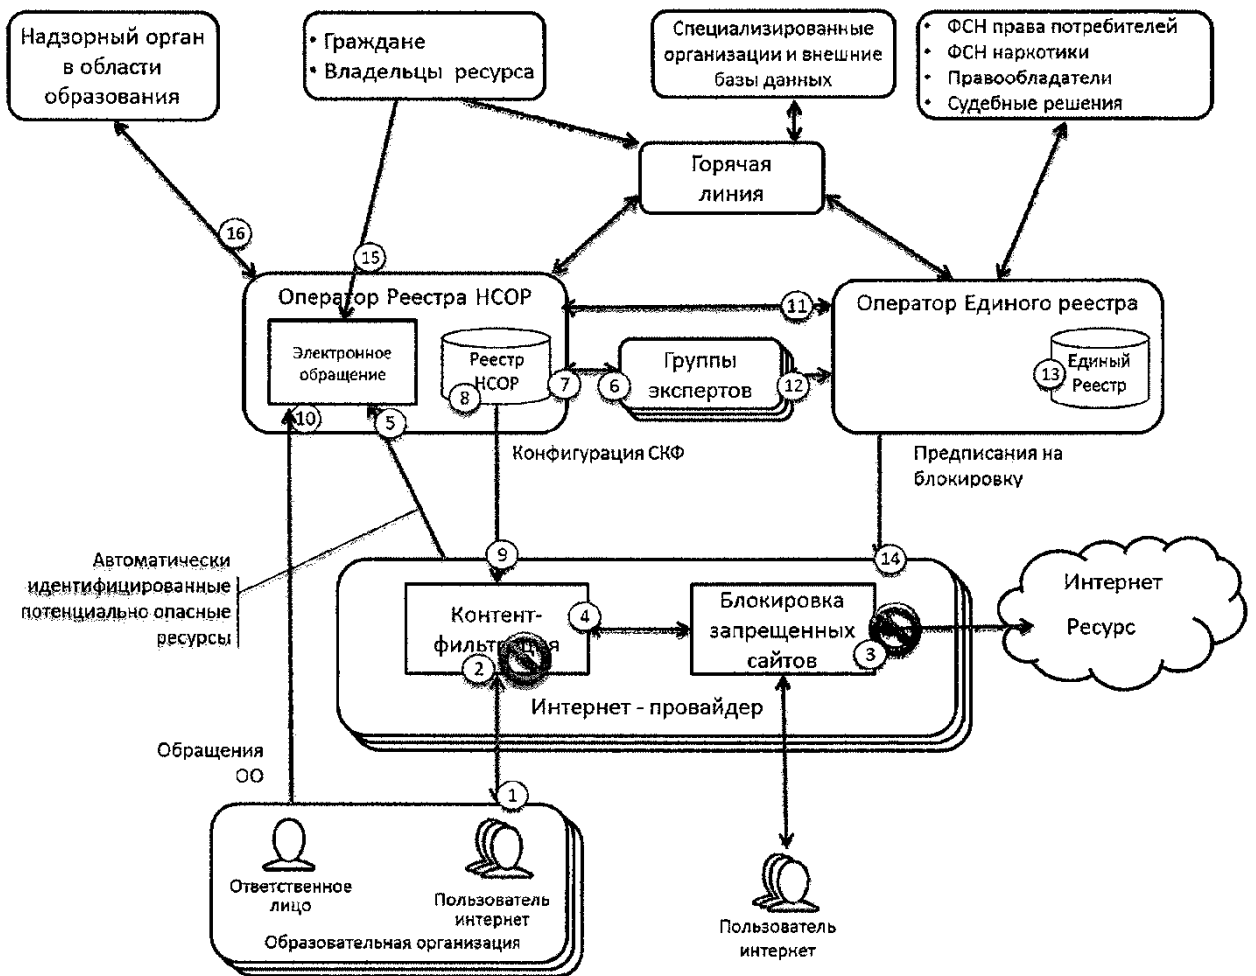 Надзорный орган
в области
образования
• Граждане
• Владельцы ресурса
Специализированные
организации и внешние
базы данных
• ФСН права потребителей
• ФСН наркотики
• Правообладатели
• Судебные решения
Горячая
линия
16
15
Оператор Реестра НСОР
11
Оператор Единого реестра
Электронное
обращение
Реестр
НСОР
8
7
6
Группы
экспертов
12
13
Единый
Реестр
10
5
Конфигурация СКФ
Предписания на
блокировку
Автоматически
идентифицированные
потенциально опасные
ресурсы
9
14
Контент-
фильтрация
2
4
Блокировка
запрещенных
сайтов
3
Интернет
Ресурс
Интернет - провайдер
Обращения
ОО
1
Ответственное
лицо
Пользователь
интернет
Образовательная организация
Пользователь
интернет